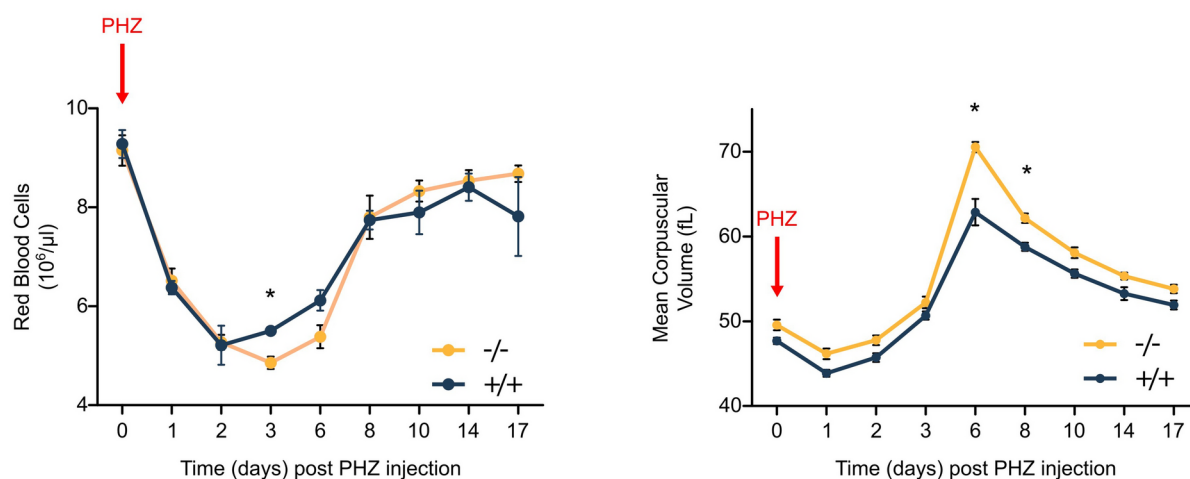 PHZ
10
8
6
4
Red Blood Cells
(10⁶/µl)
*
-/-
+/+
0 1 2 3 6 8 10 14 17
Time (days) post PHZ injection
PHZ
70
60
50
40
Mean Corpuscular
Volume (fL)
*
*
-/-
+/+
0 1 2 3 6 8 10 14 17
Time (days) post PHZ injection